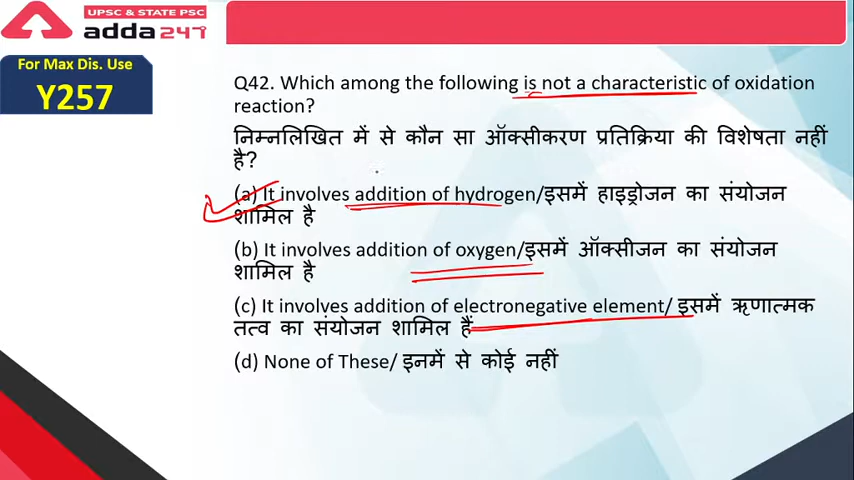 UPSC & STATE PSC
adda247
For Max Dis. Use
Y257
Q42. Which among the following is not a characteristic of oxidation
reaction?
निम्नलिखित में से कौन सा ऑक्सीकरण प्रतिक्रिया की विशेषता नहीं
है?
(a) It involves addition of hydrogen/इसमें हाइड्रोजन का संयोजन
शामिल है
(b) It involves addition of oxygen/इसमें ऑक्सीजन का संयोजन
शामिल है
(c) It involves addition of electronegative element/ इसमें ऋणात्मक
तत्व का संयोजन शामिल हैं
(d) None of These/ इनमें से कोई नहीं